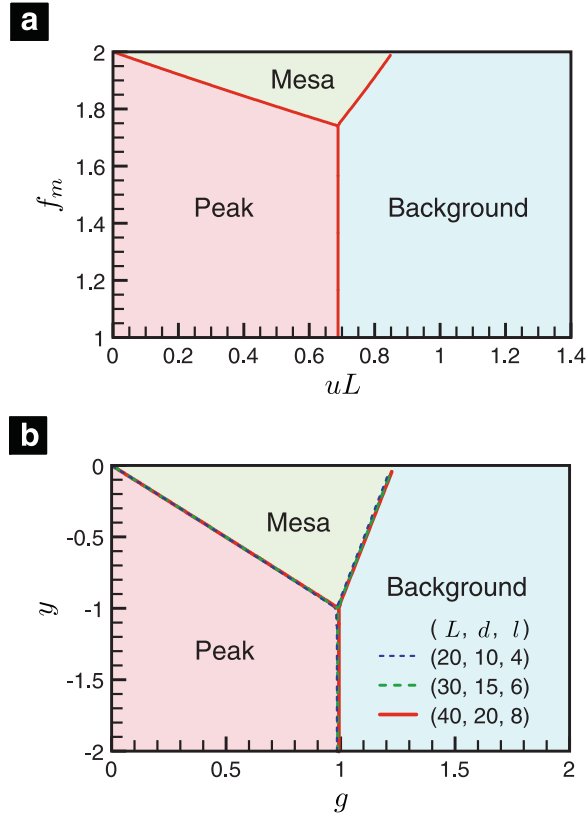 a
2
1.8
1.6
1.4
1.2
1
f_m
Mesa
Peak
Background
0 0.2 0.4 0.6 0.8 1 1.2 1.4
uL
b
0
-0.5
-1
-1.5
-2
y
Mesa
Background
Peak
( L, d, l)
(20, 10, 4)
(30, 15, 6)
(40, 20, 8)
0 0.5 1 1.5 2
g